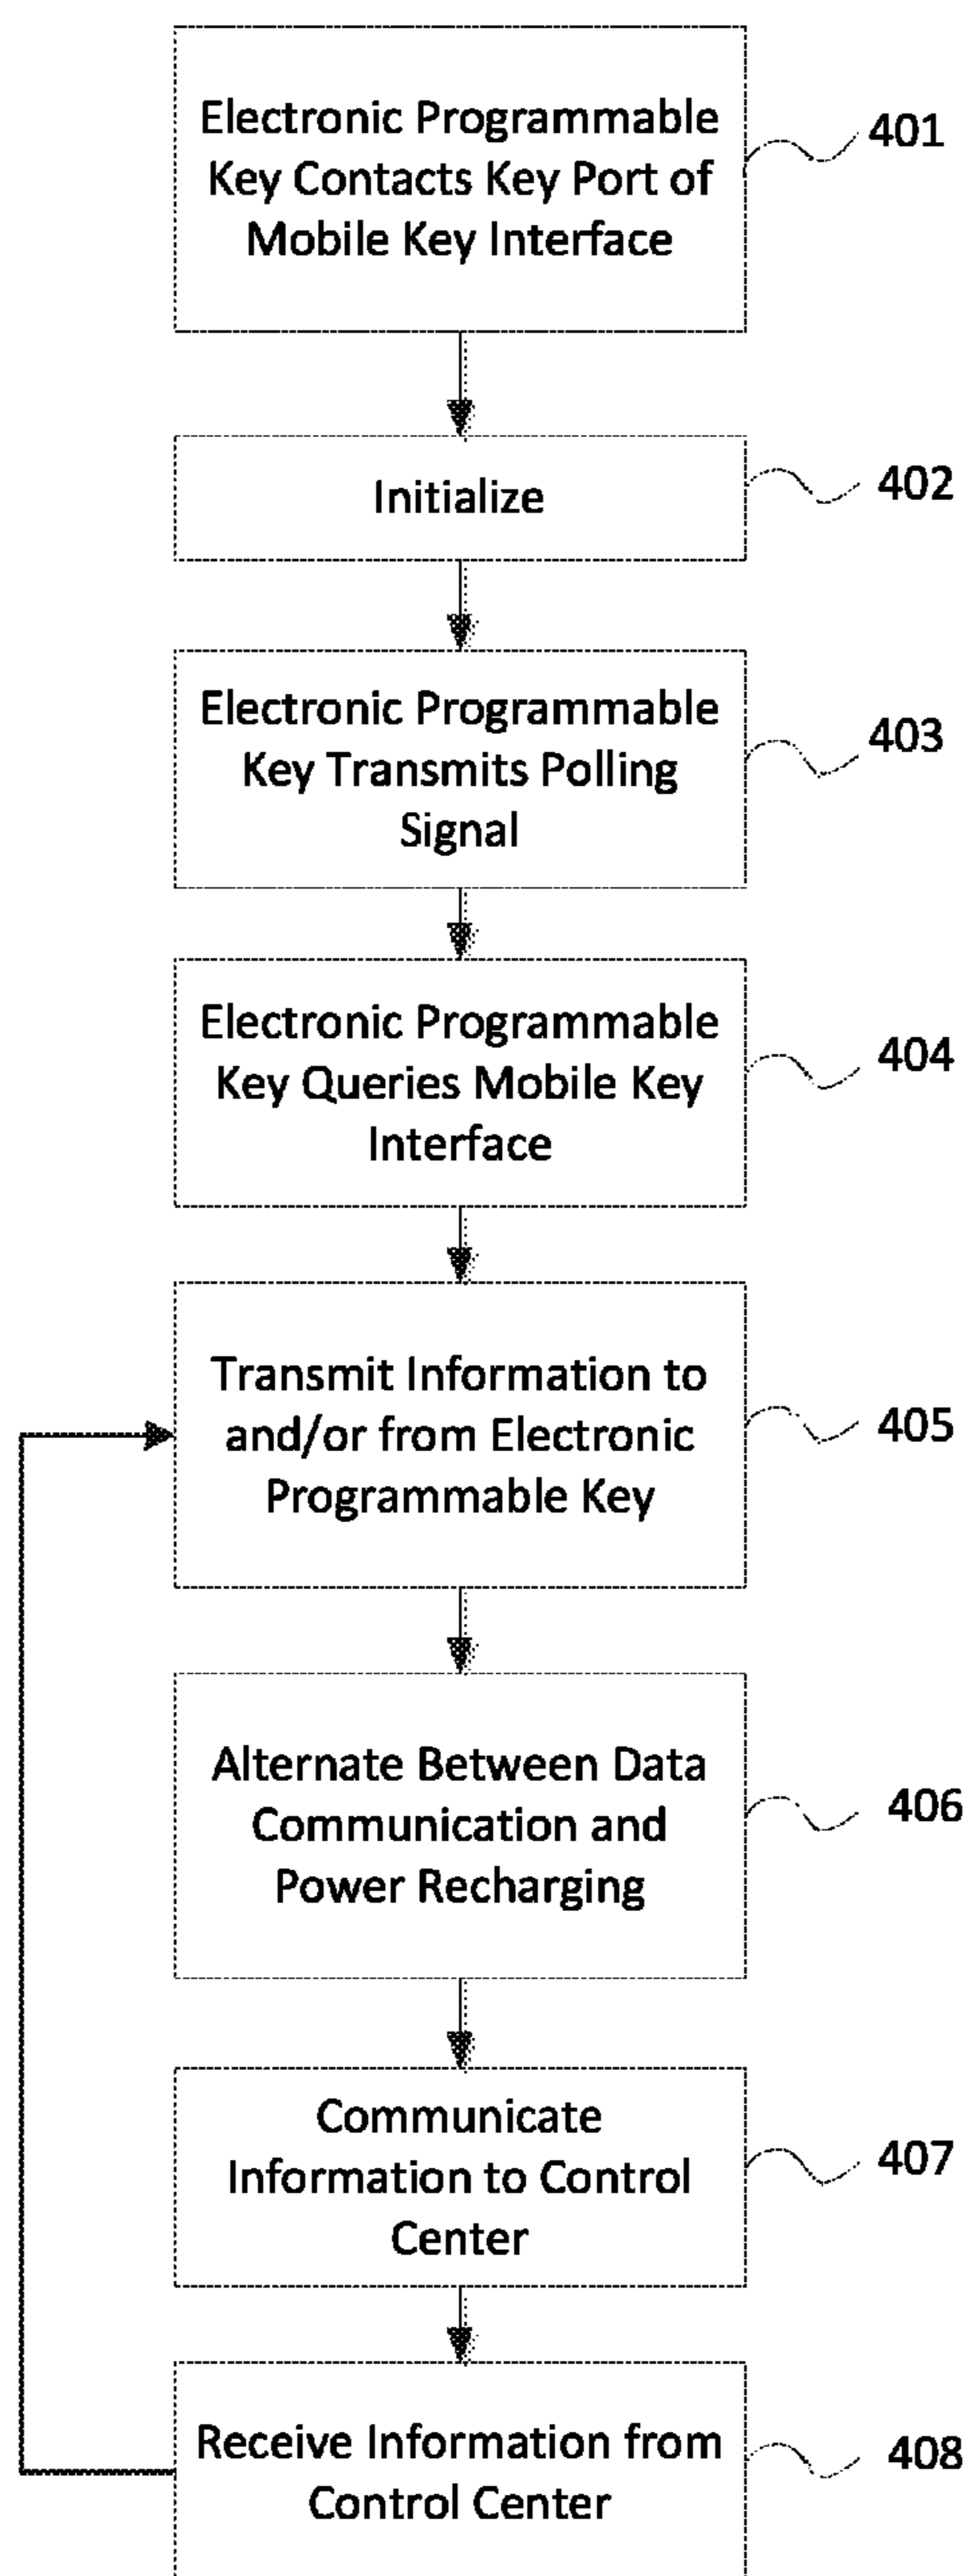 Electronic Programmable
Key Contacts Key Port of
Mobile Key Interface
401
Initialize
402
Electronic Programmable
Key Transmits Polling
Signal
403
Electronic Programmable
Key Queries Mobile Key
Interface
404
Transmit Information to
and/or from Electronic
Programmable Key
405
Alternate Between Data
Communication and
Power Recharging
406
Communicate
Information to Control
Center
407
Receive Information from
Control Center
408